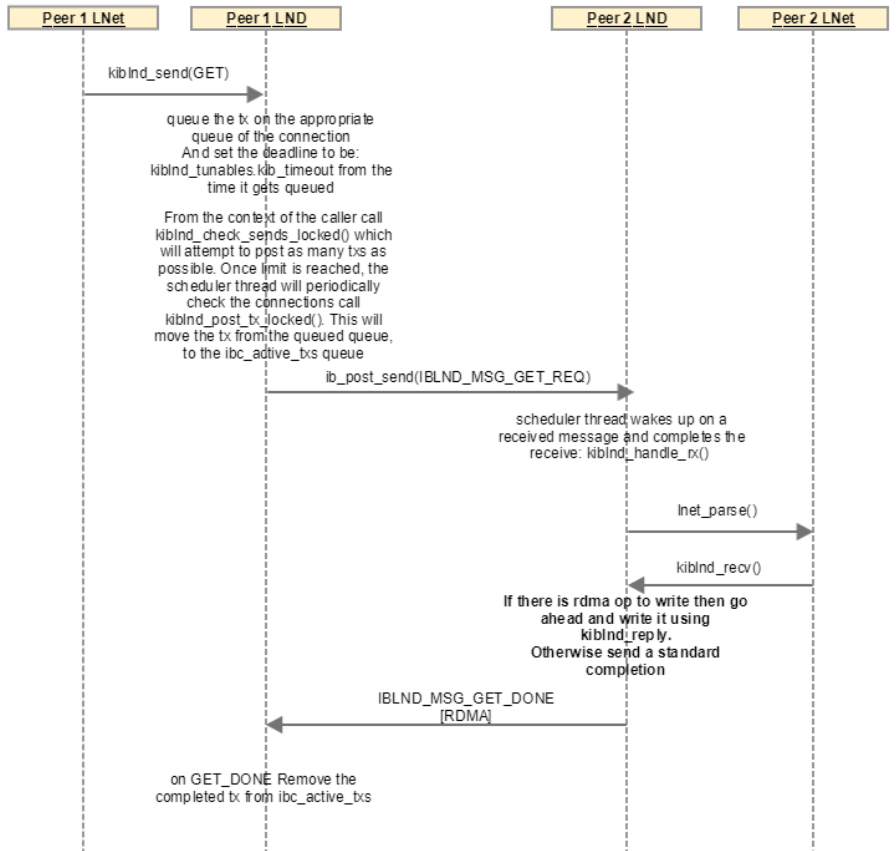 Peer 1 LNet
Peer 1 LND
Peer 2 LND
Peer 2 LNet
kiblnd_send(GET)
queue the tx on the appropriate
queue of the connection
And set the deadline to be:
kiblnd_tunables.kib_timeout from the
time it gets queued
From the context of the caller call
kiblnd_check_sends_locked() which
will attempt to post as many txs as
possible. Once limit is reached, the
scheduler thread will periodically
check the connections call
kiblnd_post_tx_locked(). This will
move the tx from the queued queue,
to the ibc_active_txs queue
ib_post_send(IBLND_MSG_GET_REQ)
scheduler thread wakes up on a
received message and completes the
receive: kiblnd_handle_rx()
lnet_parse()
kiblnd_recv()
If there is rdma op to write then go
ahead and write it using
kiblnd_reply.
Otherwise send a standard
completion
IBLND_MSG_GET_DONE
[RDMA]
on GET_DONE Remove the
completed tx from ibc_active_txs